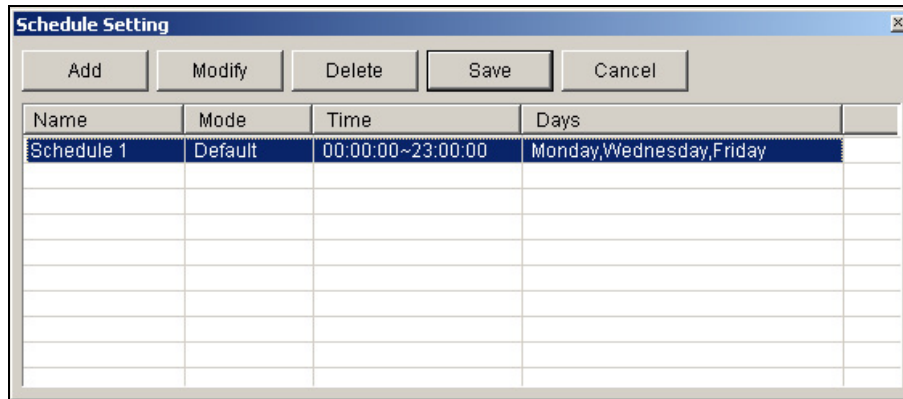 Schedule Setting
Add Modify Delete Save Cancel
Name Mode Time Days
Schedule 1 Default 00:00:00~23:00:00 Monday,Wednesday,Friday